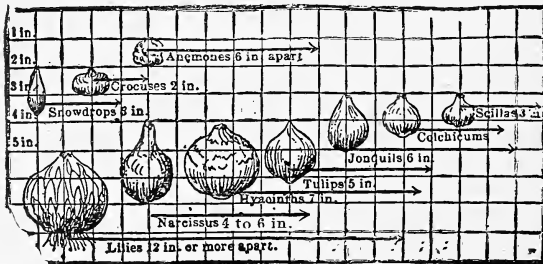 1 in.
Anemones 6 in. apart
2 in.
Crocuses 2 in.
3 in.
Snowdrops 3 in.
Scillas 3 in
4 in.
Colchicums
5 in.
Jonquils 6 in.
Tulips 5 in.
Hyacinths 7 in.
Narcissus 4 to 6 in.
Lilies 12 in. or more apart.